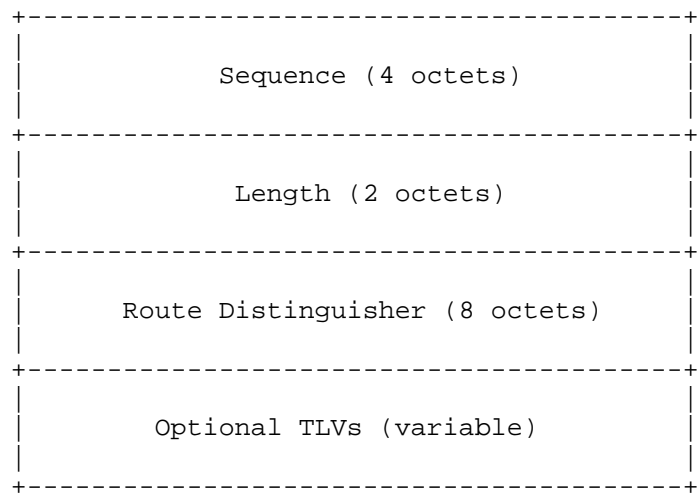 Sequence (4 octets)
Length (2 octets)
Route Distinguisher (8 octets)
Optional TLVs (variable)